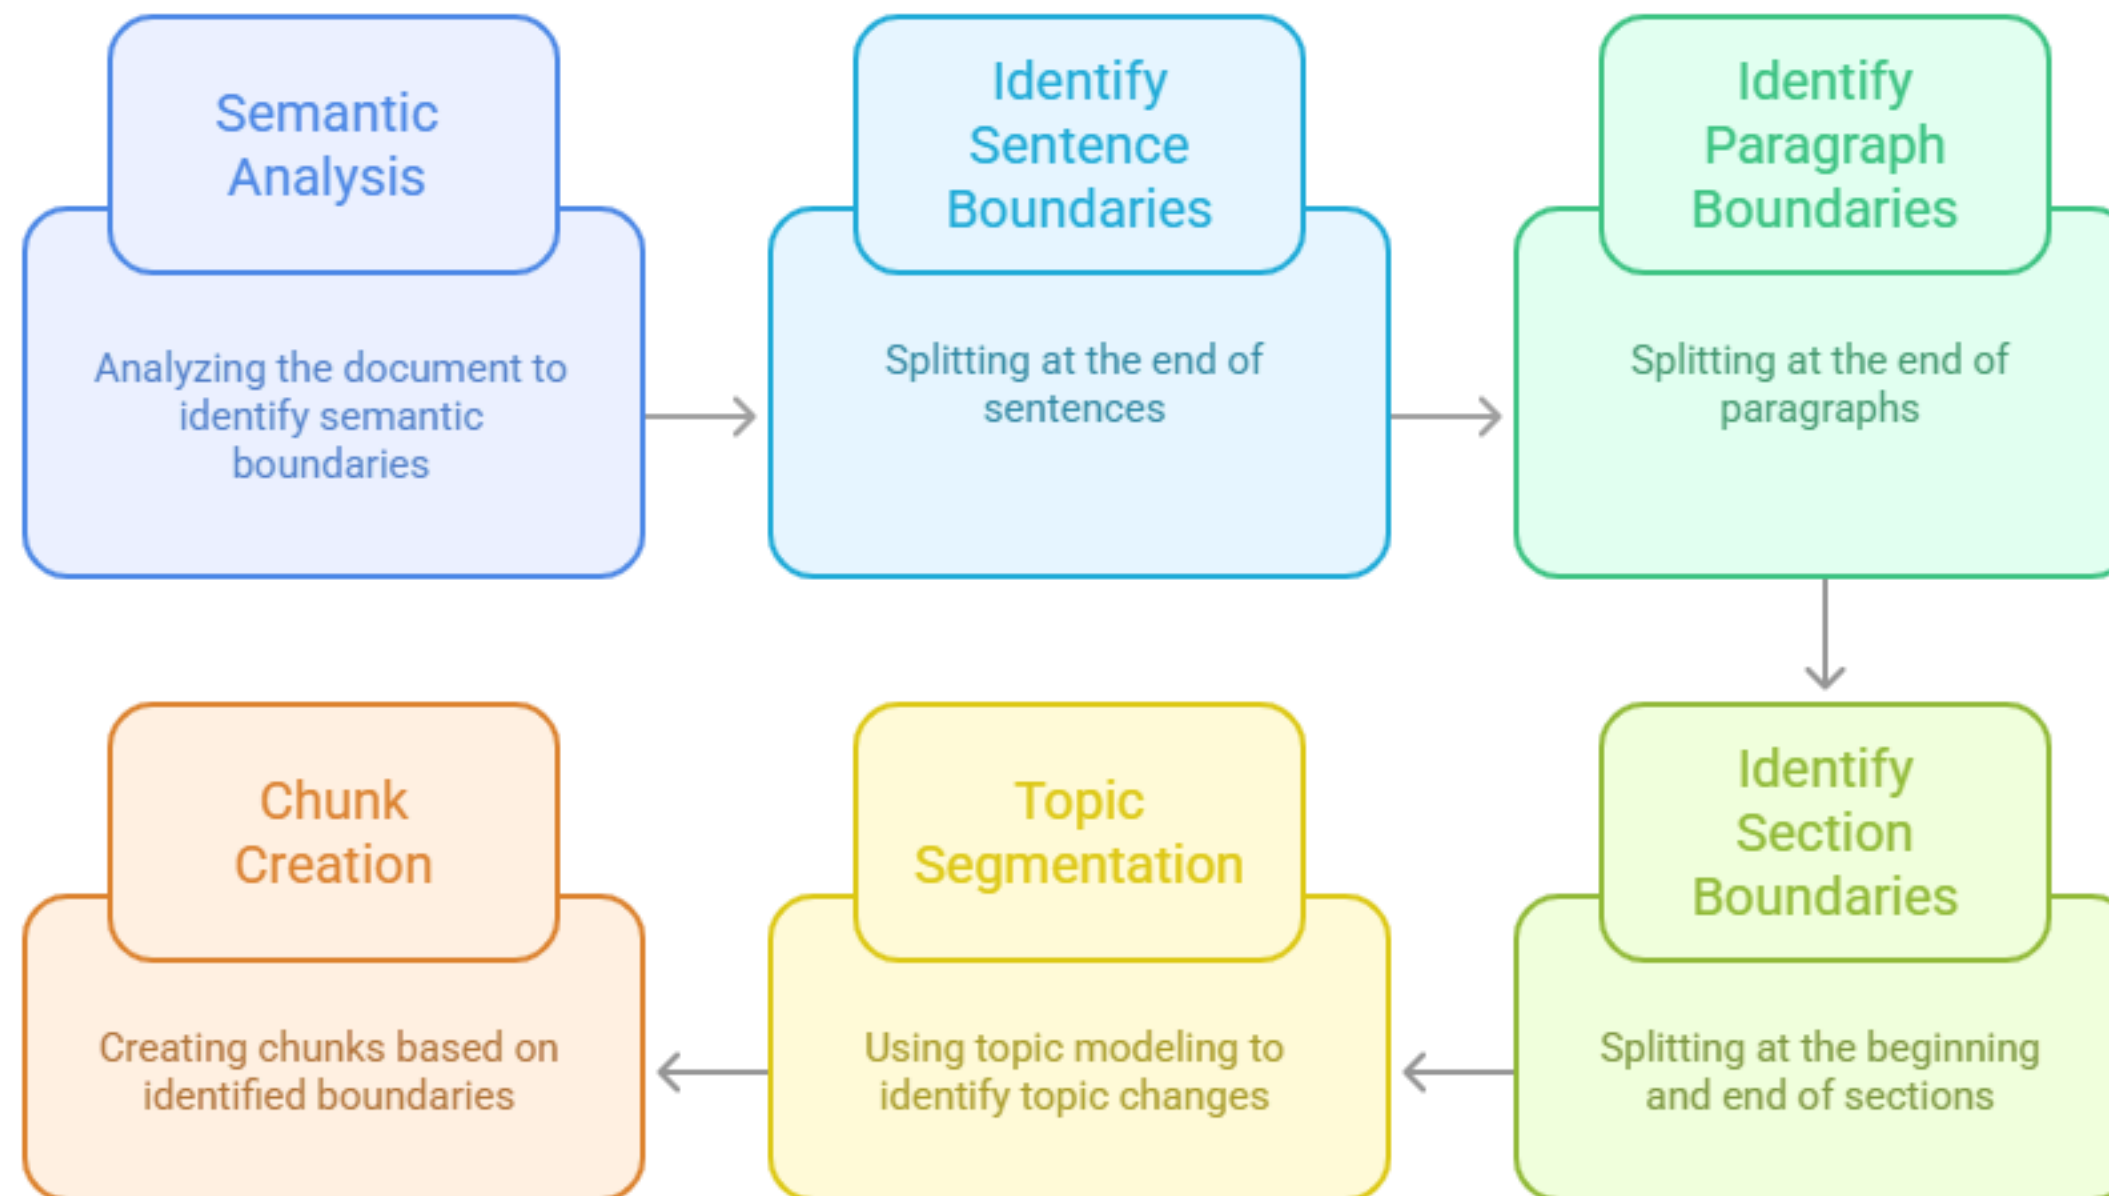 Semantic
Analysis
Analyzing the document to
identify semantic
boundaries
Identify
Sentence
Boundaries
Splitting at the end of
sentences
Identify
Paragraph
Boundaries
Splitting at the end of
paragraphs
Identify
Section
Boundaries
Splitting at the beginning
and end of sections
Topic
Segmentation
Using topic modeling to
identify topic changes
Chunk
Creation
Creating chunks based on
identified boundaries